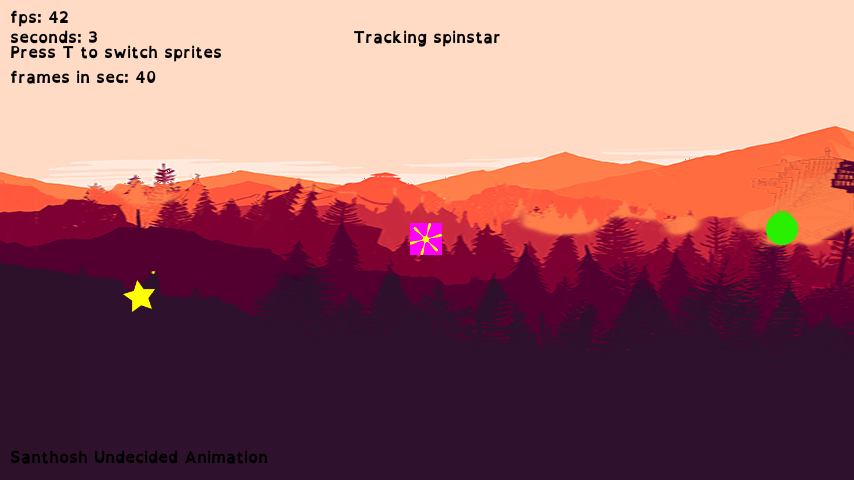 fps: 42
seconds: 3
Tracking spinstar
Press T to switch sprites
frames in sec: 40
Santhosh Undecided Animation